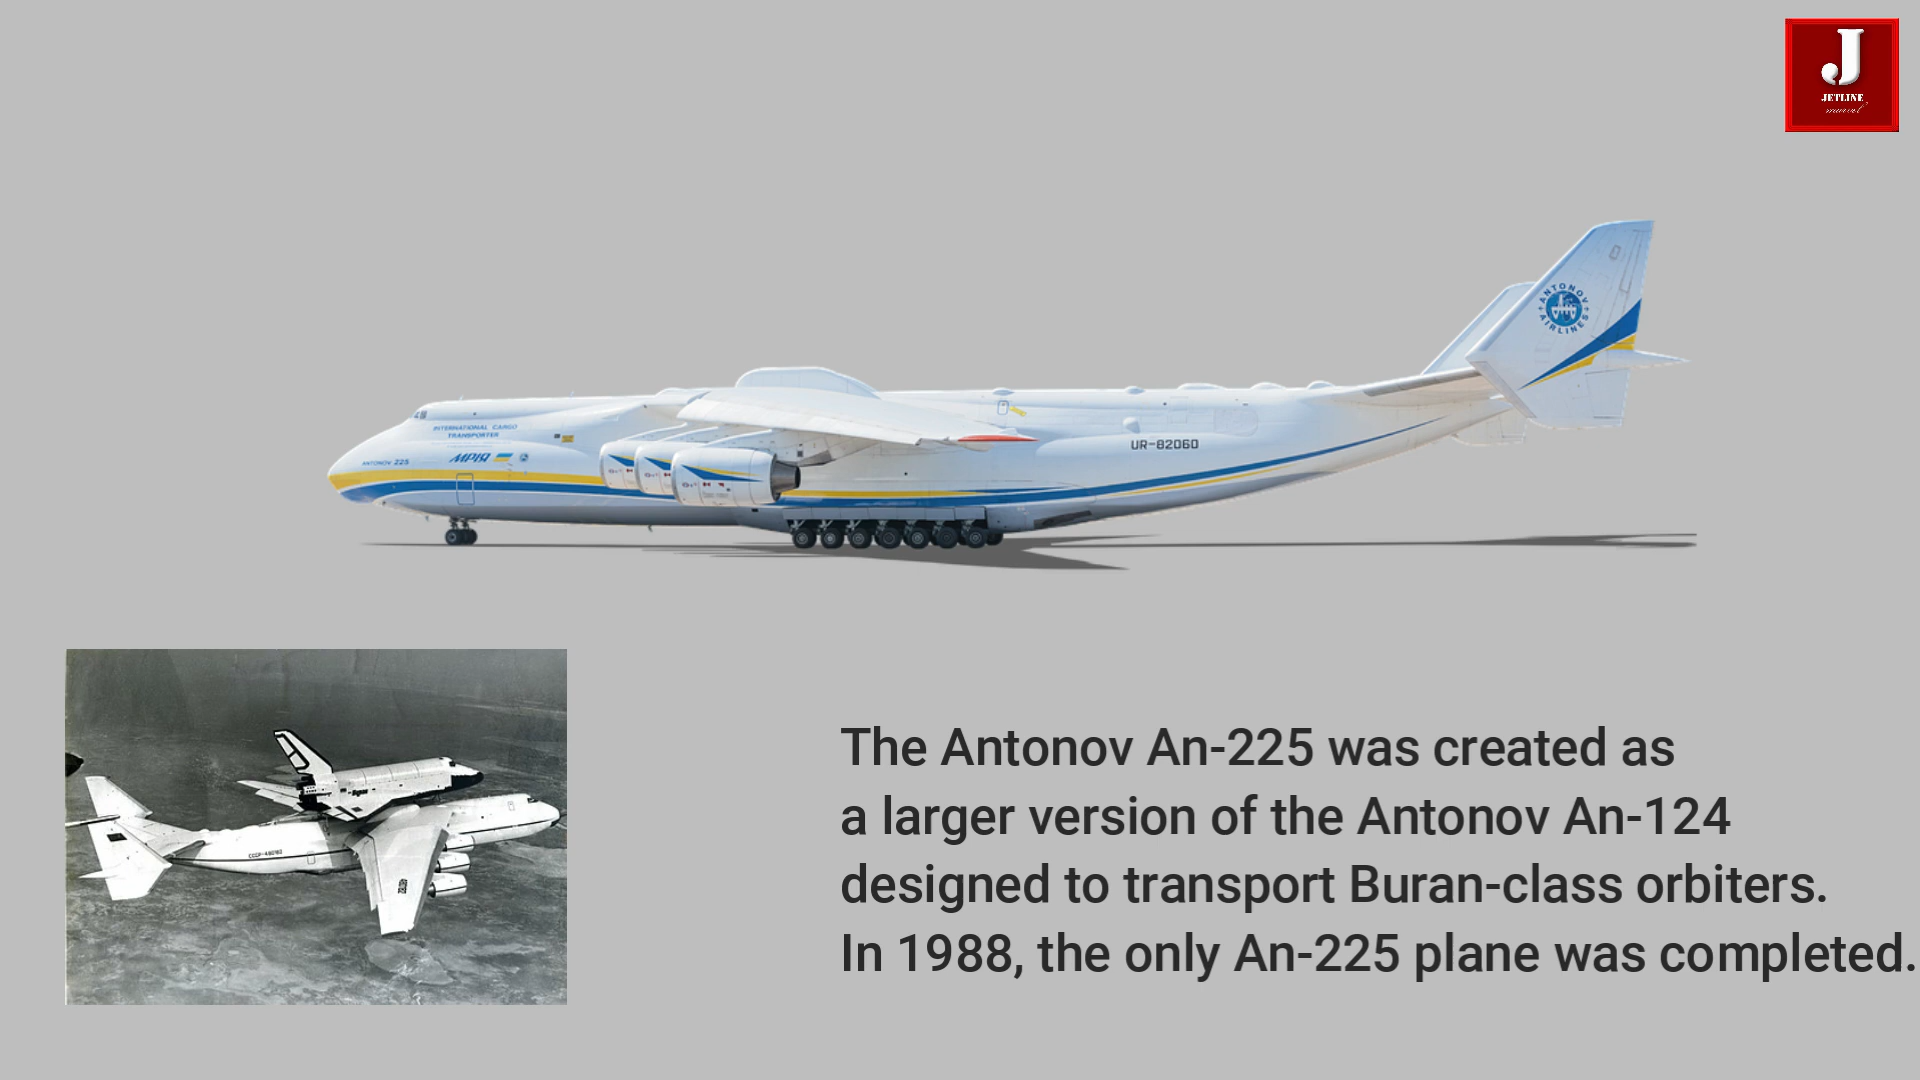 J
JETLINE
marvel
INTERNATIONAL CARGO
TRANSPORTER
ANTONOV 225
МРІЯ
UR-82060
ANTONOV
AIRLINES
The Antonov An-225 was created as
a larger version of the Antonov An-124
designed to transport Buran-class orbiters.
In 1988, the only An-225 plane was completed.